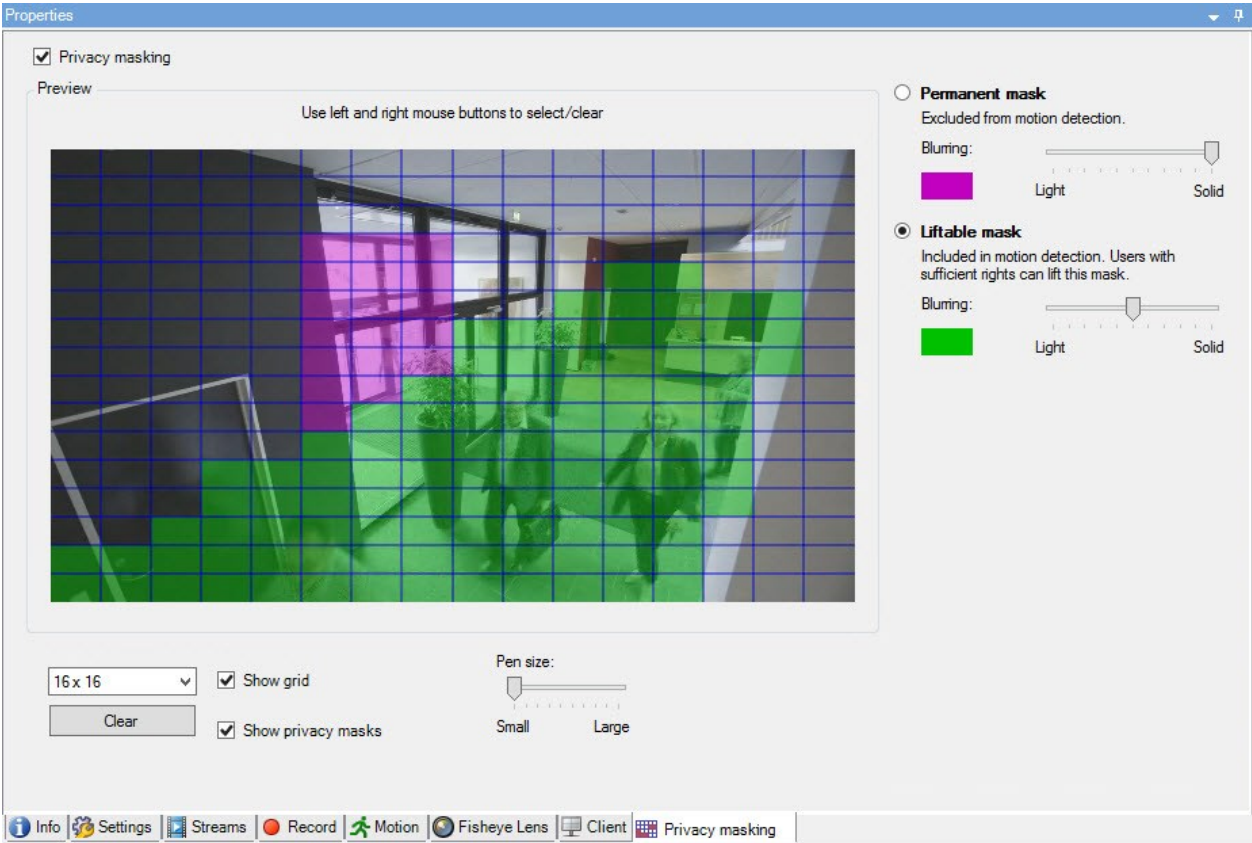 Properties
Privacy masking
Preview
Use left and right mouse buttons to select/clear
Permanent mask
Excluded from motion detection.
Blurring:
Light Solid
Liftable mask
Included in motion detection. Users with
sufficient rights can lift this mask.
Blurring:
Light Solid
16 x 16
Show grid
Pen size:
Clear
Show privacy masks
Small Large
Info Settings Streams Record Motion Fisheye Lens Client Privacy masking